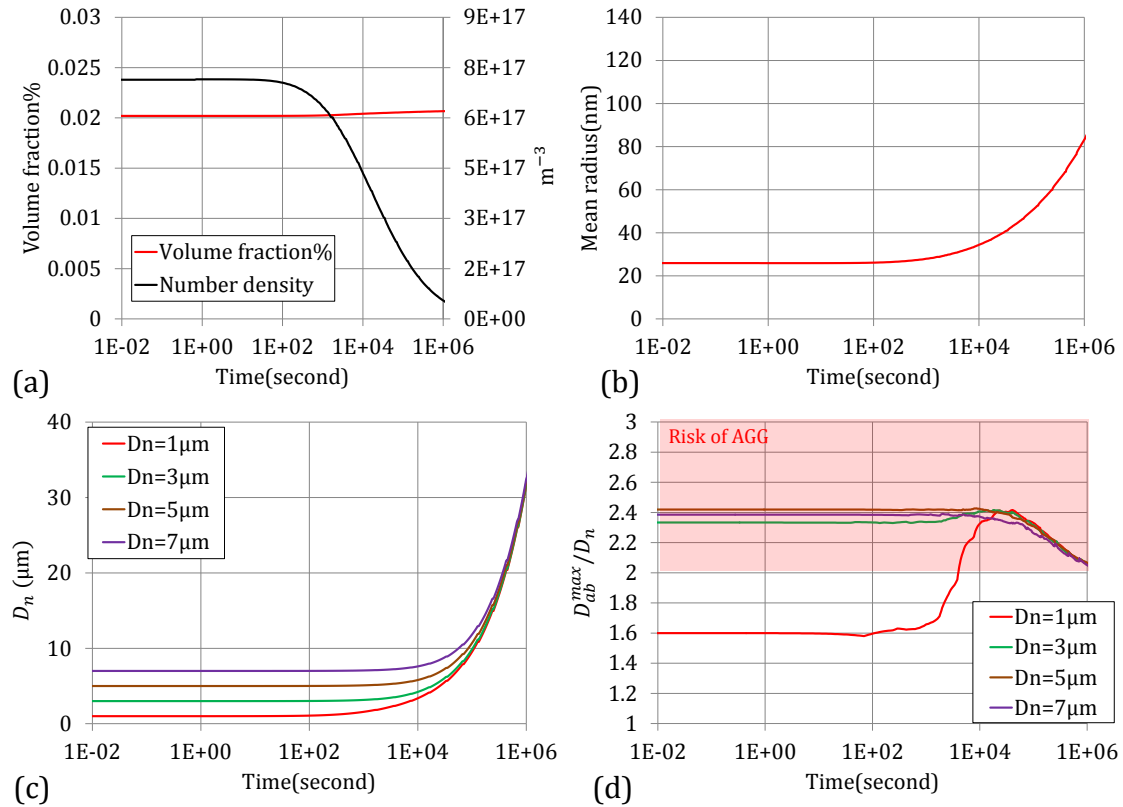 0.03
0.025
0.02
0.015
0.01
0.005
0
Volume fraction%
9E+17
8E+17
6E+17
5E+17
3E+17
2E+17
0E+00
m⁻³
Volume fraction%
Number density
1E-02 1E+00 1E+02 1E+04 1E+06
Time(second)
(a)
140
120
100
80
60
40
20
0
Mean radius(nm)
1E-02 1E+00 1E+02 1E+04 1E+06
Time(second)
(b)
40
30
20
10
0
Dn (μm)
Dn=1μm
Dn=3μm
Dn=5μm
Dn=7μm
1E-02 1E+00 1E+02 1E+04 1E+06
Time(second)
(c)
3
2.8
2.6
2.4
2.2
2
1.8
1.6
1.4
1.2
1
D_ab^max/D_n
Risk of AGG
Dn=1μm
Dn=3μm
Dn=5μm
Dn=7μm
1E-02 1E+00 1E+02 1E+04 1E+06
Time(second)
(d)